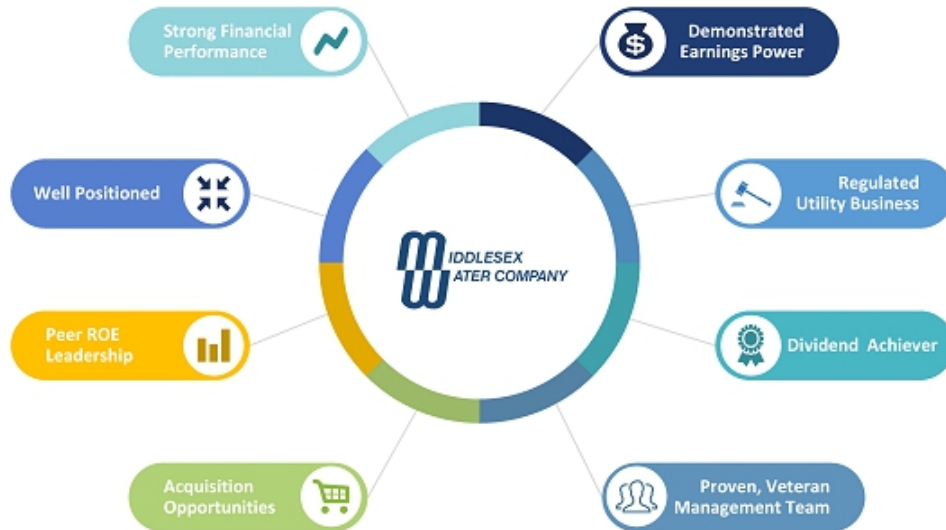 Strong Financial
Performance
Demonstrated
Earnings Power
Well Positioned
Regulated
Utility Business
MIDDLESEX
WATER COMPANY
Peer ROE
Leadership
Dividend Achiever
Acquisition
Opportunities
Proven, Veteran
Management Team